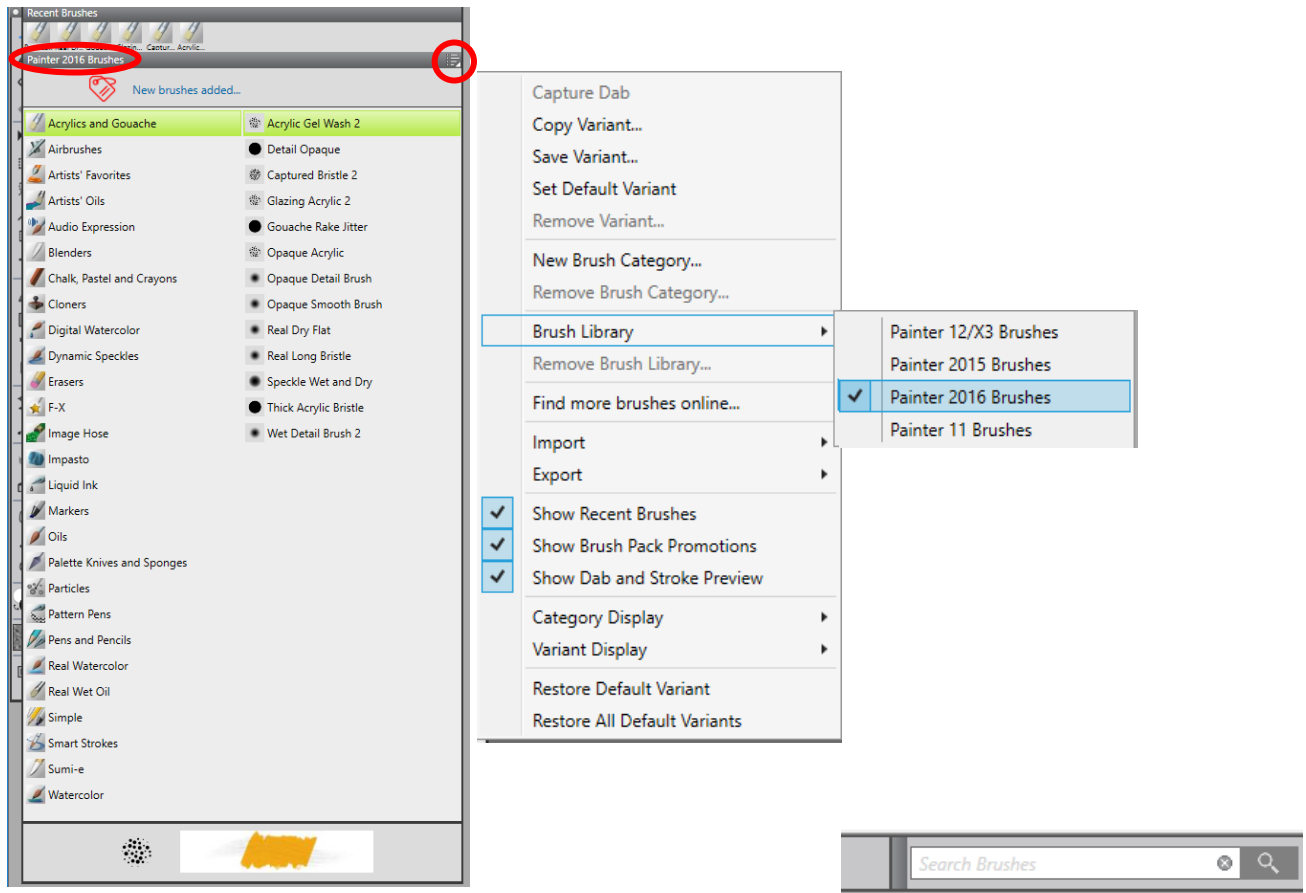 Recent Brushes
Glazin... Captur... Acrylic...
Painter 2016 Brushes
New brushes added...
Acrylics and Gouache
Airbrushes
Artists' Favorites
Artists' Oils
Audio Expression
Blenders
Chalk, Pastel and Crayons
Cloners
Digital Watercolor
Dynamic Speckles
Erasers
F-X
Image Hose
Impasto
Liquid Ink
Markers
Oils
Palette Knives and Sponges
Particles
Pattern Pens
Pens and Pencils
Real Watercolor
Real Wet Oil
Simple
Smart Strokes
Sumi-e
Watercolor
Acrylic Gel Wash 2
Detail Opaque
Captured Bristle 2
Glazing Acrylic 2
Gouache Rake Jitter
Opaque Acrylic
Opaque Detail Brush
Opaque Smooth Brush
Real Dry Flat
Real Long Bristle
Speckle Wet and Dry
Thick Acrylic Bristle
Wet Detail Brush 2
Capture Dab
Copy Variant...
Save Variant...
Set Default Variant
Remove Variant...
New Brush Category...
Remove Brush Category...
Brush Library
Remove Brush Library...
Find more brushes online...
Import
Export
Show Recent Brushes
Show Brush Pack Promotions
Show Dab and Stroke Preview
Category Display
Variant Display
Restore Default Variant
Restore All Default Variants
Painter 12/X3 Brushes
Painter 2015 Brushes
Painter 2016 Brushes
Painter 11 Brushes
Search Brushes